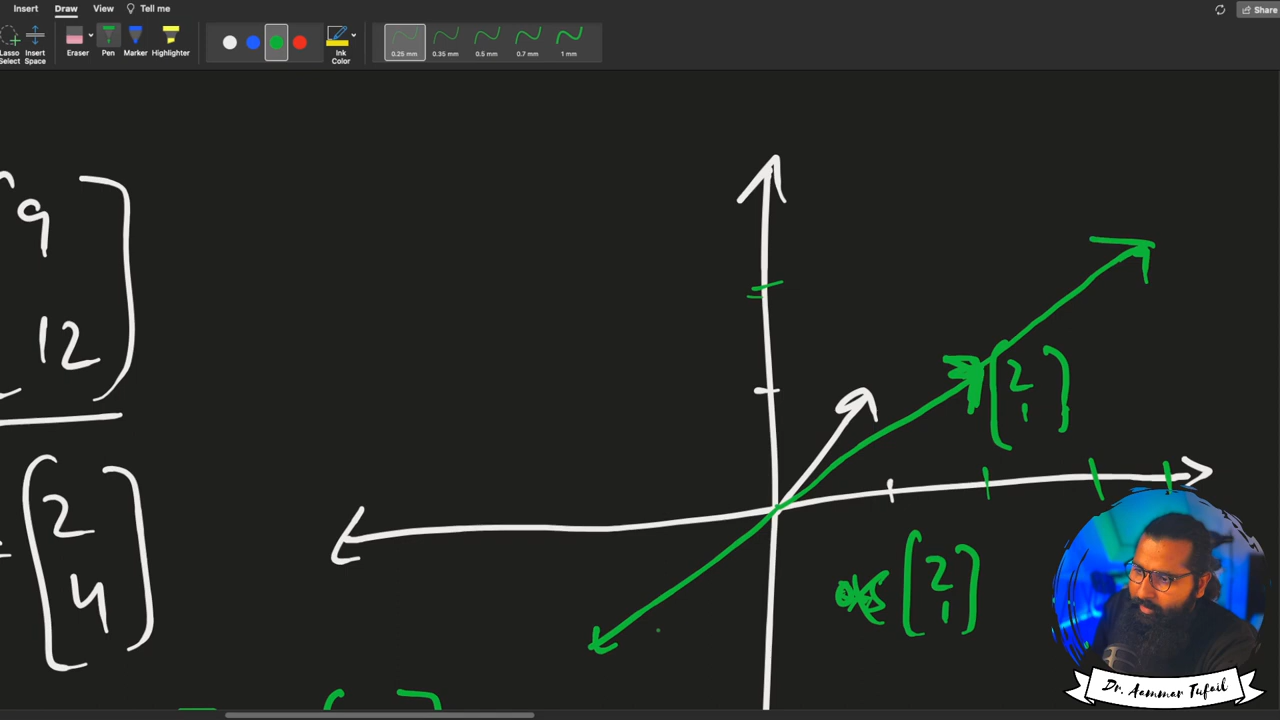 Insert Draw View Tell me
Share
Lasso Select
Insert Space
Eraser
Pen
Marker
Highlighter
Ink Color
0.25 mm
0.35 mm
0.5 mm
0.7 mm
1 mm
9
12
2
4
2
1
2
1
Dr. Aammar Tufail